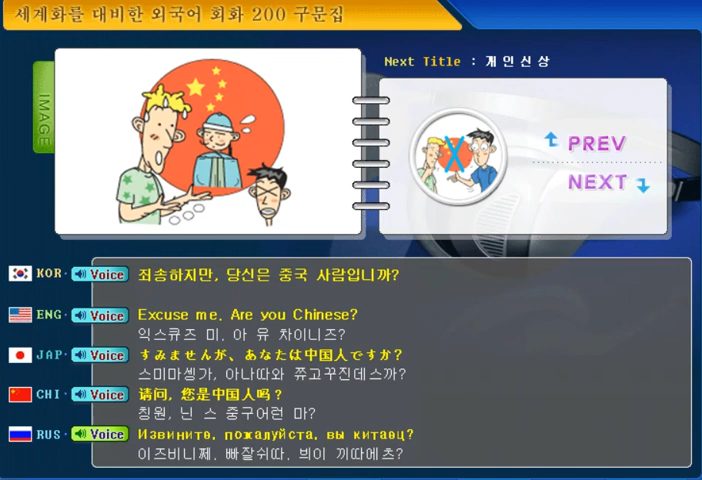 세계화를 대비한 외국어 회화 200 구문집
IMAGE
Next Title : 개인신상
PREV
NEXT
KOR · Voice 죄송하지만, 당신은 중국 사람입니까?
ENG · Voice Excuse me. Are you Chinese?
익스큐즈 미. 아 유 차이니즈?
JAP · Voice すみませんが、あなたは中国人ですか?
스미마셍가, 아나따와 쮸고꾸진데스까?
CHI · Voice 请问, 您是中国人吗?
칭원, 닌 스 중구어런 마?
RUS · Voice Извините, пожалуйста, вы китаец?
이즈비니쩨, 빠잘쉬따, 브이 끼따에츠?